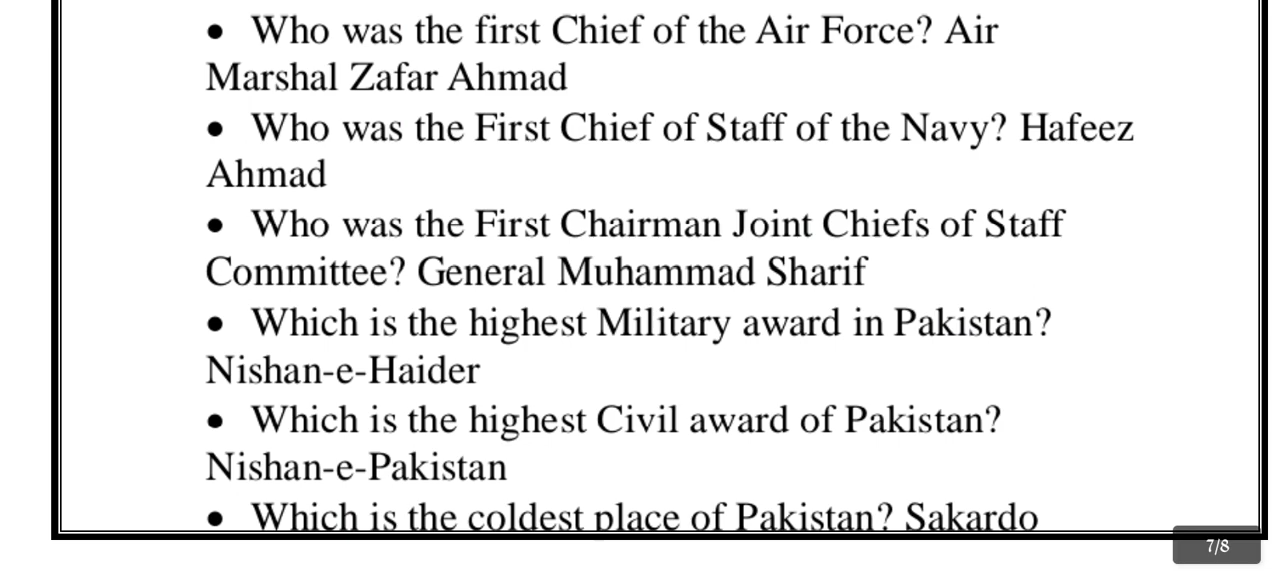 • Who was the first Chief of the Air Force? Air
Marshal Zafar Ahmad
• Who was the First Chief of Staff of the Navy? Hafeez
Ahmad
• Who was the First Chairman Joint Chiefs of Staff
Committee? General Muhammad Sharif
• Which is the highest Military award in Pakistan?
Nishan-e-Haider
• Which is the highest Civil award of Pakistan?
Nishan-e-Pakistan
• Which is the coldest place of Pakistan? Sakardo
7/8